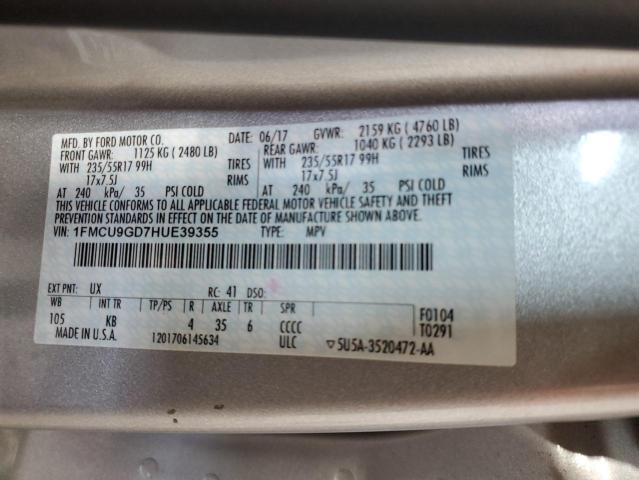 MFD. BY FORD MOTOR CO. DATE: 06/17 GVWR: 2159 KG ( 4760 LB)
FRONT GAWR: 1125 KG ( 2480 LB) REAR GAWR: 1040 KG ( 2293 LB)
WITH 235/55R17 99H TIRES WITH 235/55R17 99H TIRES
17x7.5J RIMS 17x7.5J RIMS
AT 240 kPa/ 35 PSI COLD AT 240 kPa/ 35 PSI COLD
THIS VEHICLE CONFORMS TO ALL APPLICABLE FEDERAL MOTOR VEHICLE SAFETY AND THEFT
PREVENTION STANDARDS IN EFFECT ON THE DATE OF MANUFACTURE SHOWN ABOVE.
VIN: 1FMCU9GD7HUE39355 TYPE: MPV
EXT PNT: UX RC: 41 DSO:
WB INT TR TP/PS R AXLE TR SPR F0104
105 KB 4 35 6 CCCC T0291
MADE IN U.S.A. 1201706145634 ULC ▽5U5A-3520472-AA